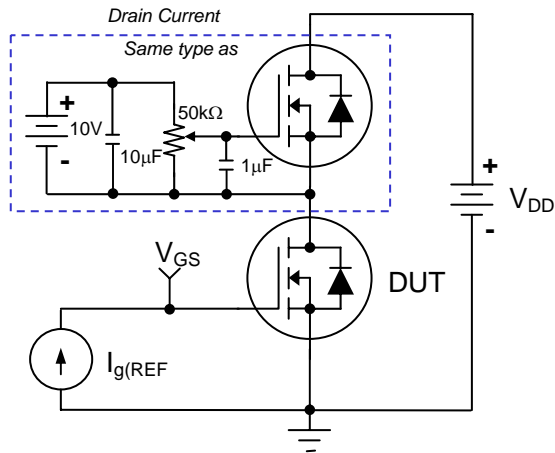 Drain Current
Same type as
+
10V
-
10µF
50kΩ
1µF
+
V_DD
-
V_GS
DUT
I_g(REF